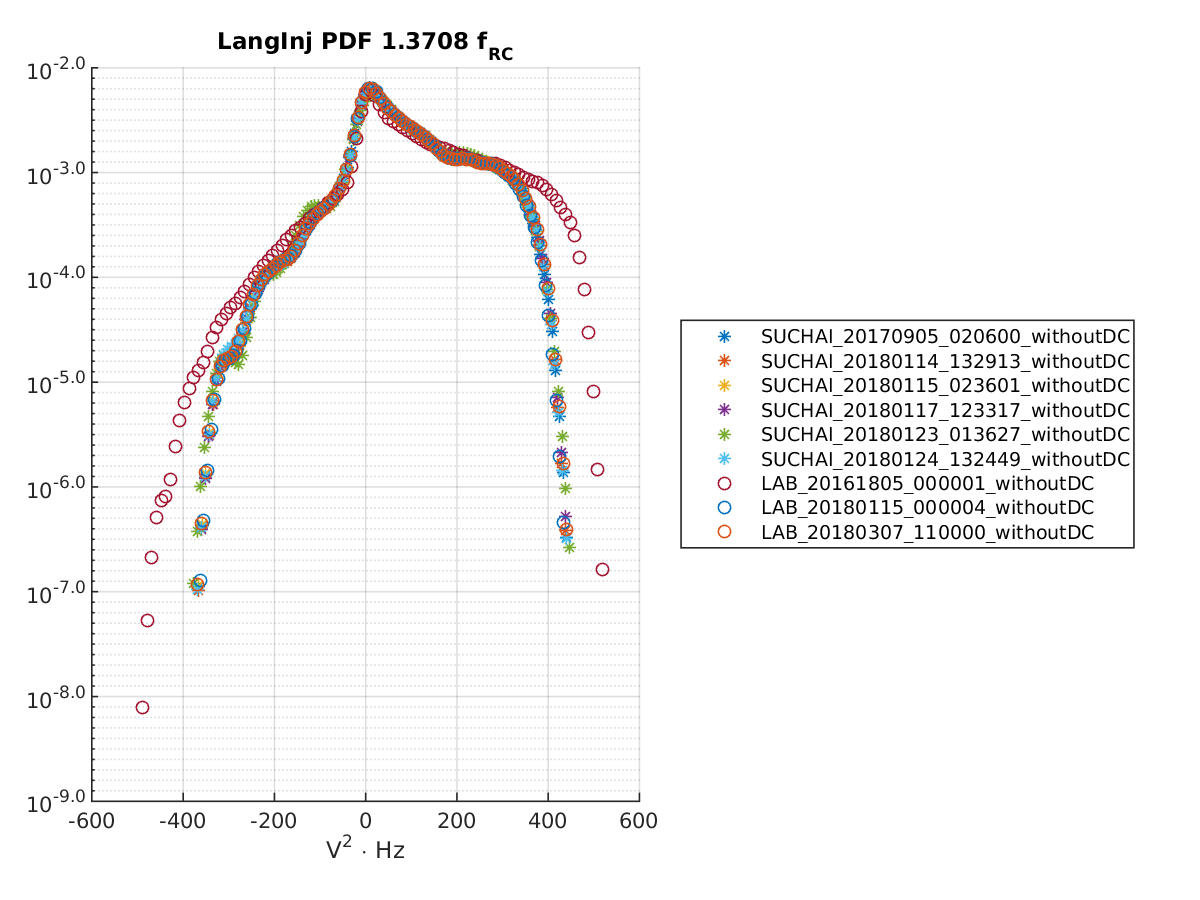 LangInj PDF 1.3708 f_RC
10^-2.0
10^-3.0
10^-4.0
10^-5.0
10^-6.0
10^-7.0
10^-8.0
10^-9.0
-600 -400 -200 0 200 400 600
V^2 · Hz
SUCHAI_20170905_020600_withoutDC
SUCHAI_20180114_132913_withoutDC
SUCHAI_20180115_023601_withoutDC
SUCHAI_20180117_123317_withoutDC
SUCHAI_20180123_013627_withoutDC
SUCHAI_20180124_132449_withoutDC
LAB_20161805_000001_withoutDC
LAB_20180115_000004_withoutDC
LAB_20180307_110000_withoutDC